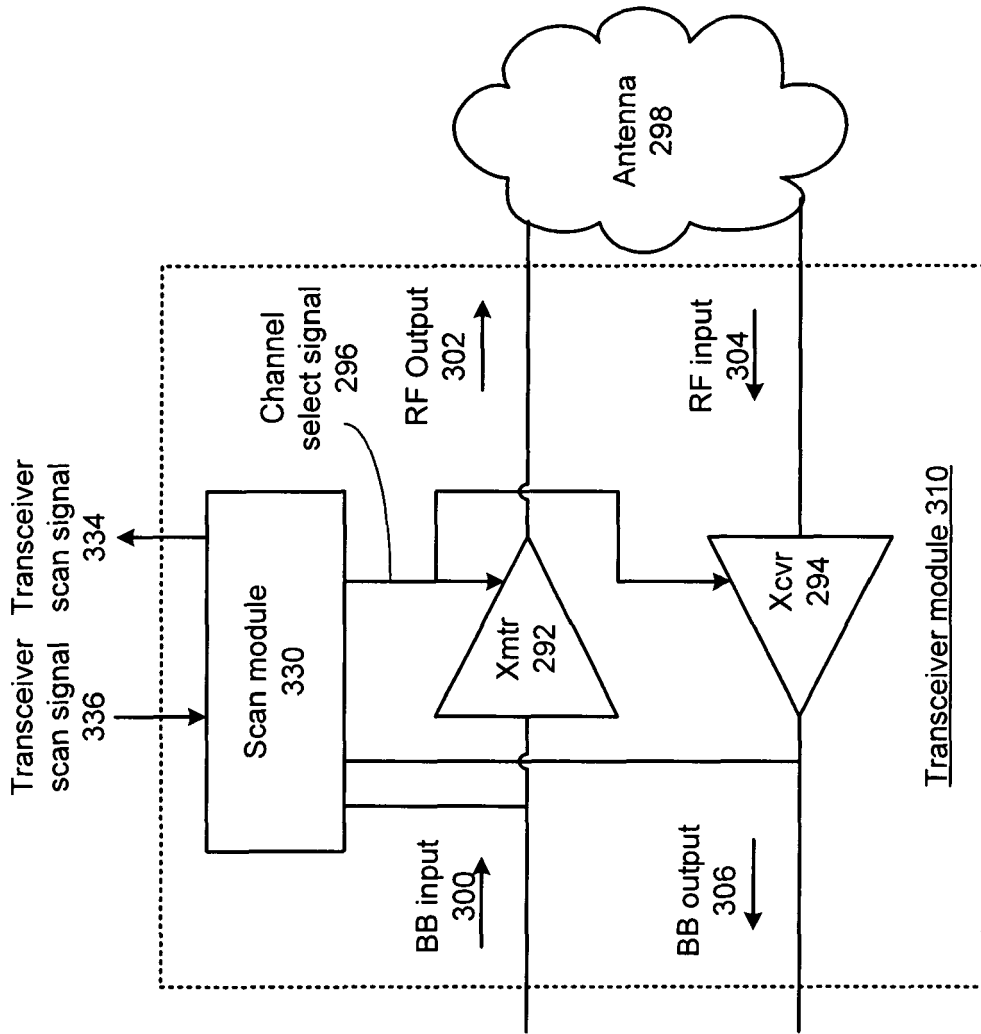 Transceiver
scan signal
336
Transceiver
scan signal
334
Scan module
330
Channel
select signal
296
BB input
300
Xmtr
292
RF Output
302
Antenna
298
BB output
306
Xcvr
294
RF input
304
Transceiver module 310